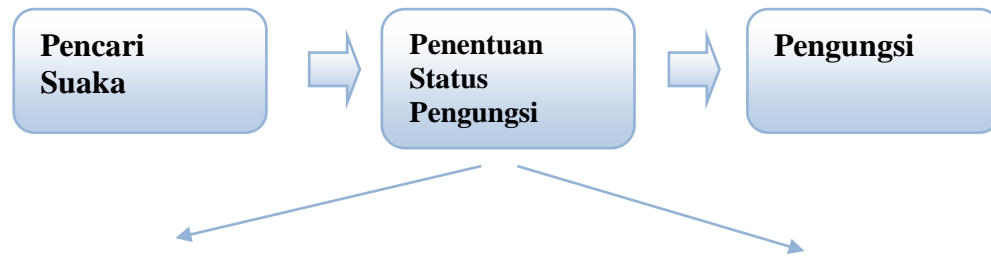 Pencari
Suaka
Penentuan
Status
Pengungsi
Pengungsi